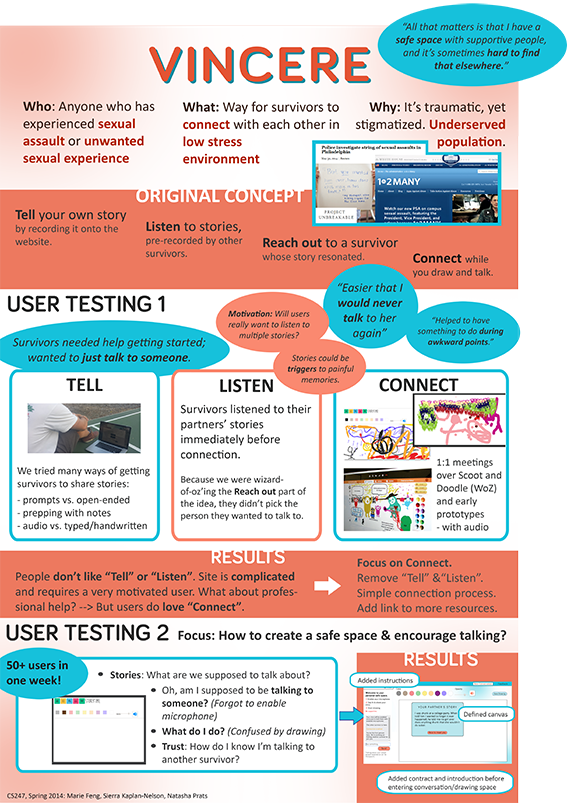 "All that matters is that I have a
safe space with supportive people,
and it's sometimes hard to find
that elsewhere."
VINCERE
Who: Anyone who has
experienced sexual
assault or unwanted
sexual experience
What: Way for survivors to
connect with each other in
low stress
environment
Why: It's traumatic, yet
stigmatized. Underserved
population.
Police investigate string of sexual assaults in
Philadelphia
PROJECT
UNBREAKABLE
1is2MANY
Watch our new PSA on campus
sexual assault, featuring the
President, Vice President, and
ORIGINAL CONCEPT
Tell your own story
by recording it onto the
website.
Listen to stories,
pre-recorded by other
survivors.
Reach out to a survivor
whose story resonated.
Connect while
you draw and talk.
USER TESTING 1
Survivors needed help getting started;
wanted to just talk to someone.
Motivation: Will users
really want to listen to
multiple stories?
Stories could be
triggers to painful
memories.
"Easier that I
would never
talk to her
again"
"Helped to have
something to do during
awkward points."
TELL
We tried many ways of getting
survivors to share stories:
- prompts vs. open-ended
- prepping with notes
- audio vs. typed/handwritten
LISTEN
Survivors listened to their
partners' stories
immediately before
connection.
Because we were wizard-
of-oz'ing the Reach out part of
the idea, they didn't pick the
person they wanted to talk to.
CONNECT
1:1 meetings
over Scoot and
Doodle (WoZ)
and early
prototypes
- with audio
RESULTS
People don't like "Tell" or "Listen". Site is complicated
and requires a very motivated user. What about profes-
sional help? --> But users do love "Connect".
Focus on Connect.
Remove "Tell" &"Listen".
Simple connection process.
Add link to more resources.
USER TESTING 2 Focus: How to create a safe space & encourage talking?
50+ users in
one week!
• Stories: What are we supposed to talk about?
• Oh, am I supposed to be talking to
someone? (Forgot to enable
microphone)
• What do I do? (Confused by drawing)
• Trust: How do I know I'm talking to
another survivor?
RESULTS
Added instructions
YOUR PARTNER'S STORY
Defined canvas
Added contract and introduction before
entering conversation/drawing space
CS247, Spring 2014: Marie Feng, Sierra Kaplan-Nelson, Natasha Prats